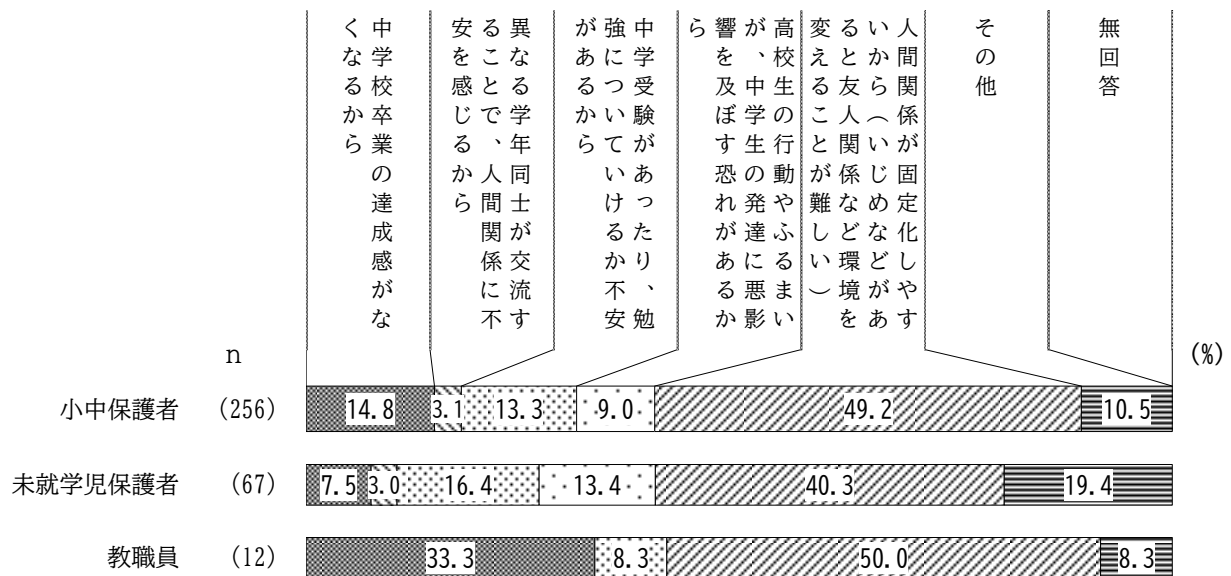 中学校卒業の達成感がな
くなるから
異なる学年同士が交流す
ることで、人間関係に不
安を感じるから
中学受験があったり、勉
強についていけるか不安
があるから
高校生の行動やふるまい
が、中学生の発達に悪影
響を及ぼす恐れがあるか
ら
人間関係が固定化しやす
いから（いじめなどがあ
ると友人関係など環境を
変えることが難しい）
その他
無回答
n
(%)
小中保護者 (256) 14.8 3.1 13.3 9.0 49.2 10.5
未就学児保護者 (67) 7.5 3.0 16.4 13.4 40.3 19.4
教職員 (12) 33.3 8.3 50.0 8.3